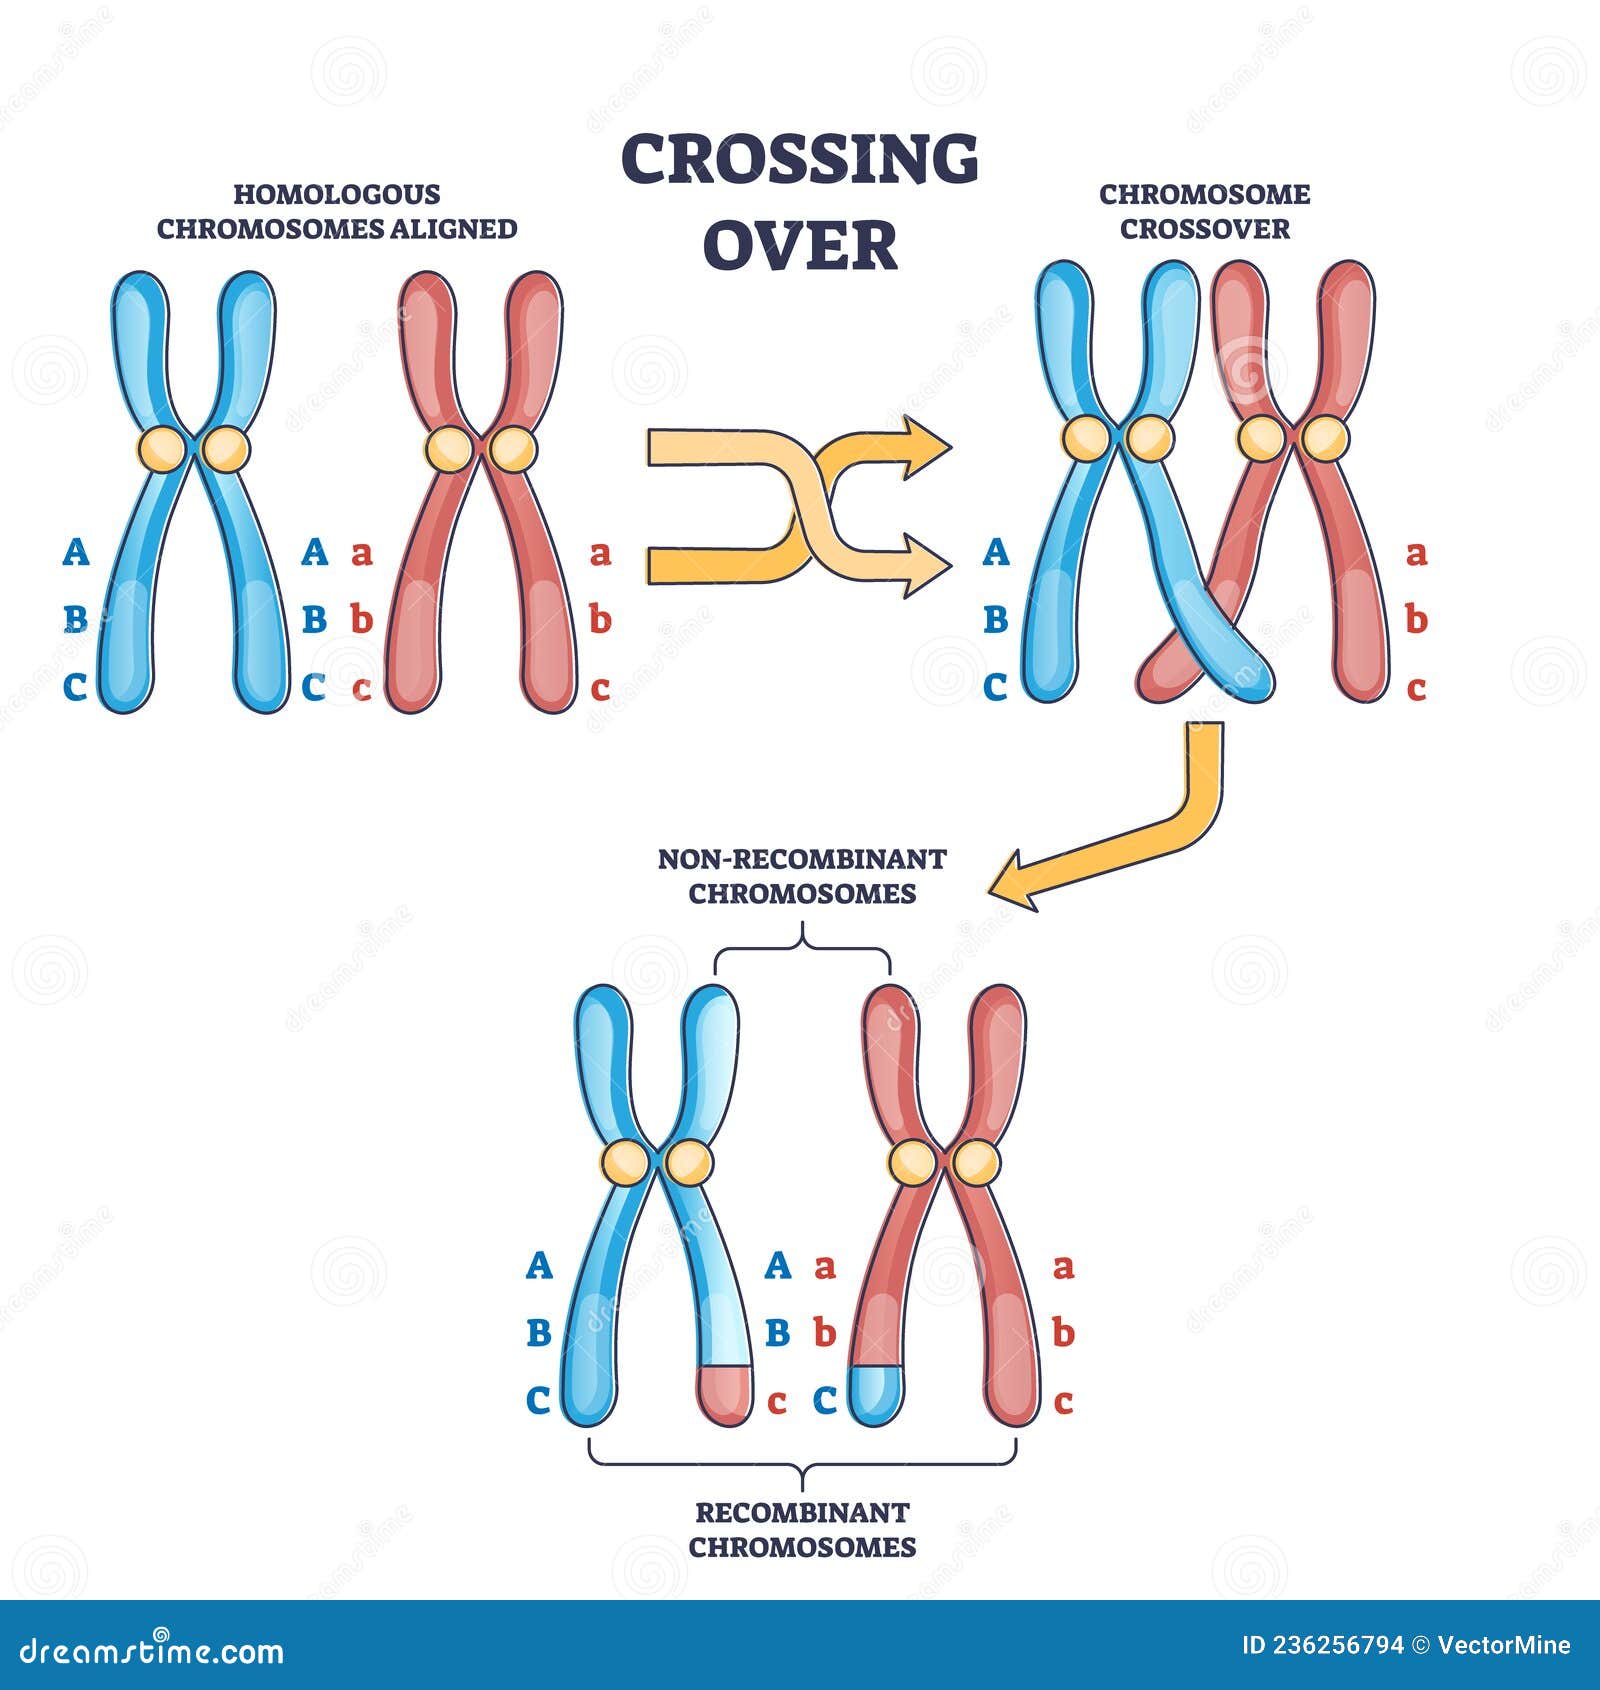 CROSSING
OVER
HOMOLOGOUS
CHROMOSOMES ALIGNED
CHROMOSOME
CROSSOVER
A A a a
B B b b
C C c c
A a
B b
C c
NON-RECOMBINANT
CHROMOSOMES
A A a a
B B b b
C c C c
RECOMBINANT
CHROMOSOMES
dreamstime.com
ID 236256794 © VectorMine